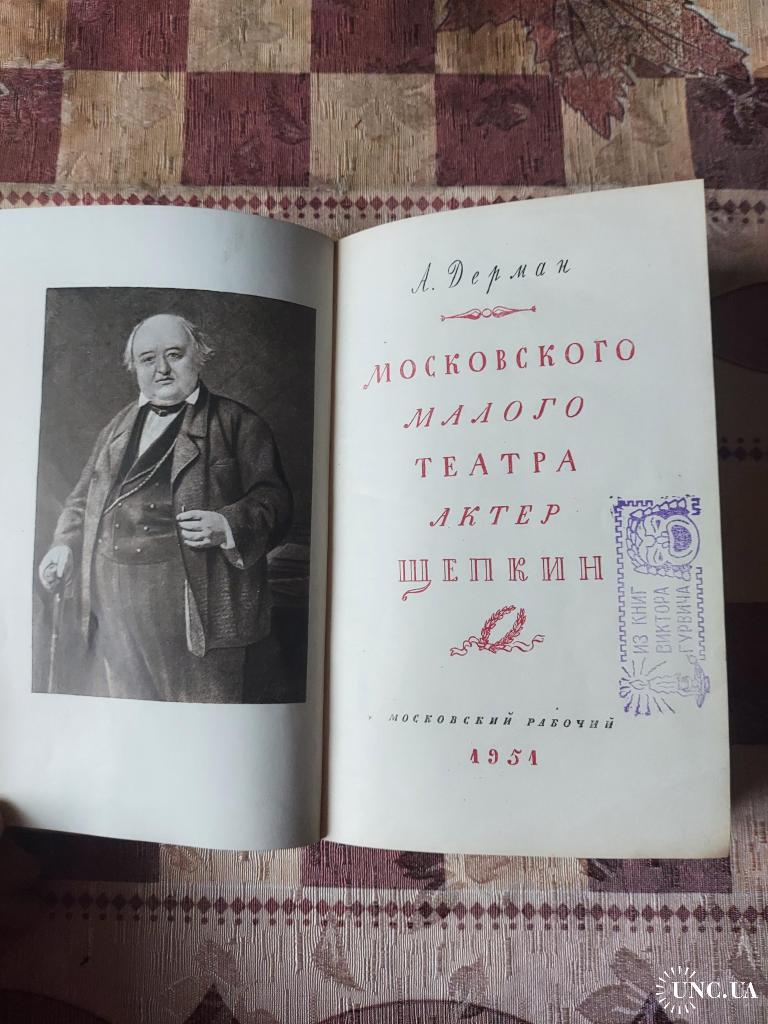 А. Дерман
МОСКОВСКОГО
МАЛОГО
ТЕАТРА
АКТЕР
ЩЕПКИН
МОСКОВСКИЙ РАБОЧИЙ
1951
ИЗ КНИГ
ВИКТОРА
ГУРВИЧА
UNC.UA